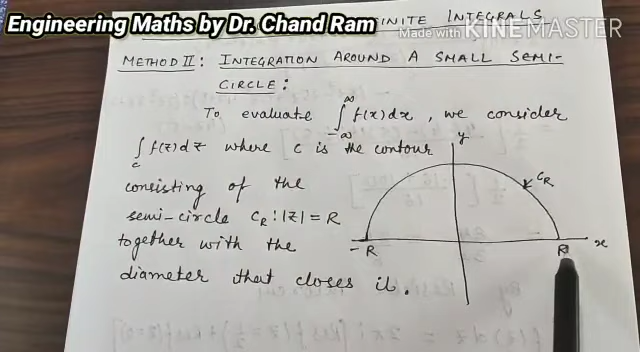 Engineering Maths by Dr. Chand Ram
FINITE INTEGRALS
Made with KINEMASTER
METHOD II : INTEGRATION AROUND A SMALL SEMI-
CIRCLE :
To evaluate ∫_{-∞}^{∞} f(x)dx , we consider
∫_c f(z)dz where c is the contour
consisting of the
semi-circle C_R : |z| = R
together with the
diameter that closes it.
y
C_R
-R
R
x